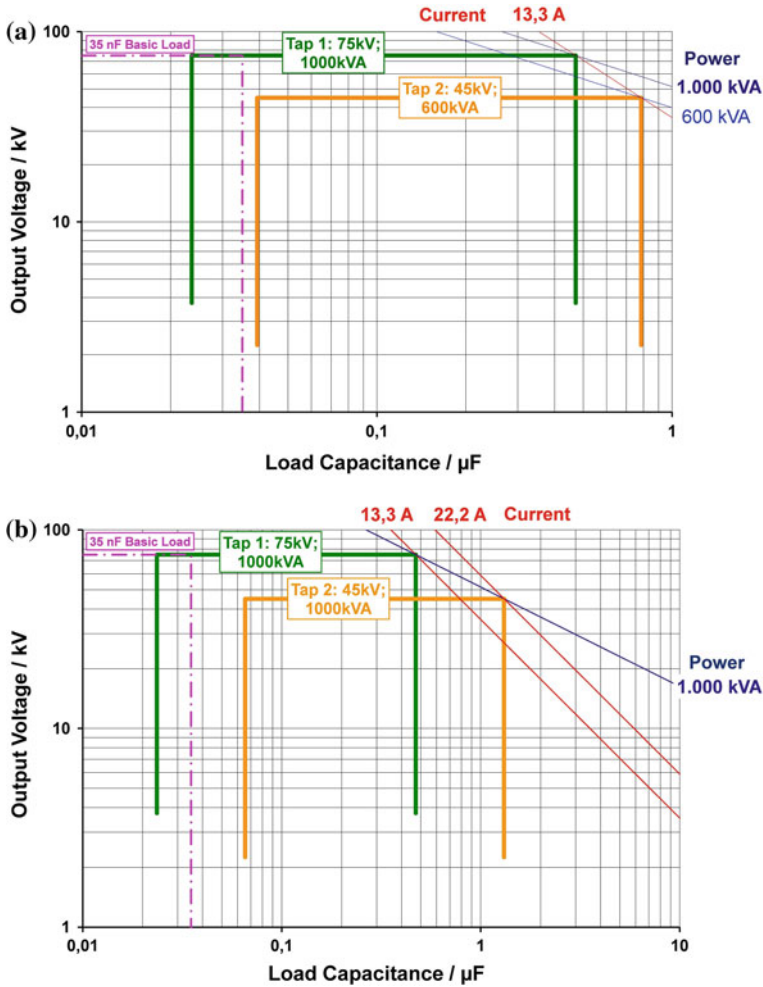 (a)
Current 13,3 A
100
35 nF Basic Load
Tap 1: 75kV;
1000kVA
Power
1.000 kVA
Tap 2: 45kV;
600kVA
600 kVA
10
1
Output Voltage / kV
0,01
0,1
1
Load Capacitance / µF
(b)
13,3 A 22,2 A Current
100
35 nF Basic Load
Tap 1: 75kV;
1000kVA
Tap 2: 45kV;
1000kVA
Power
1.000 kVA
10
1
Output Voltage / kV
0,01
0,1
1
10
Load Capacitance / µF